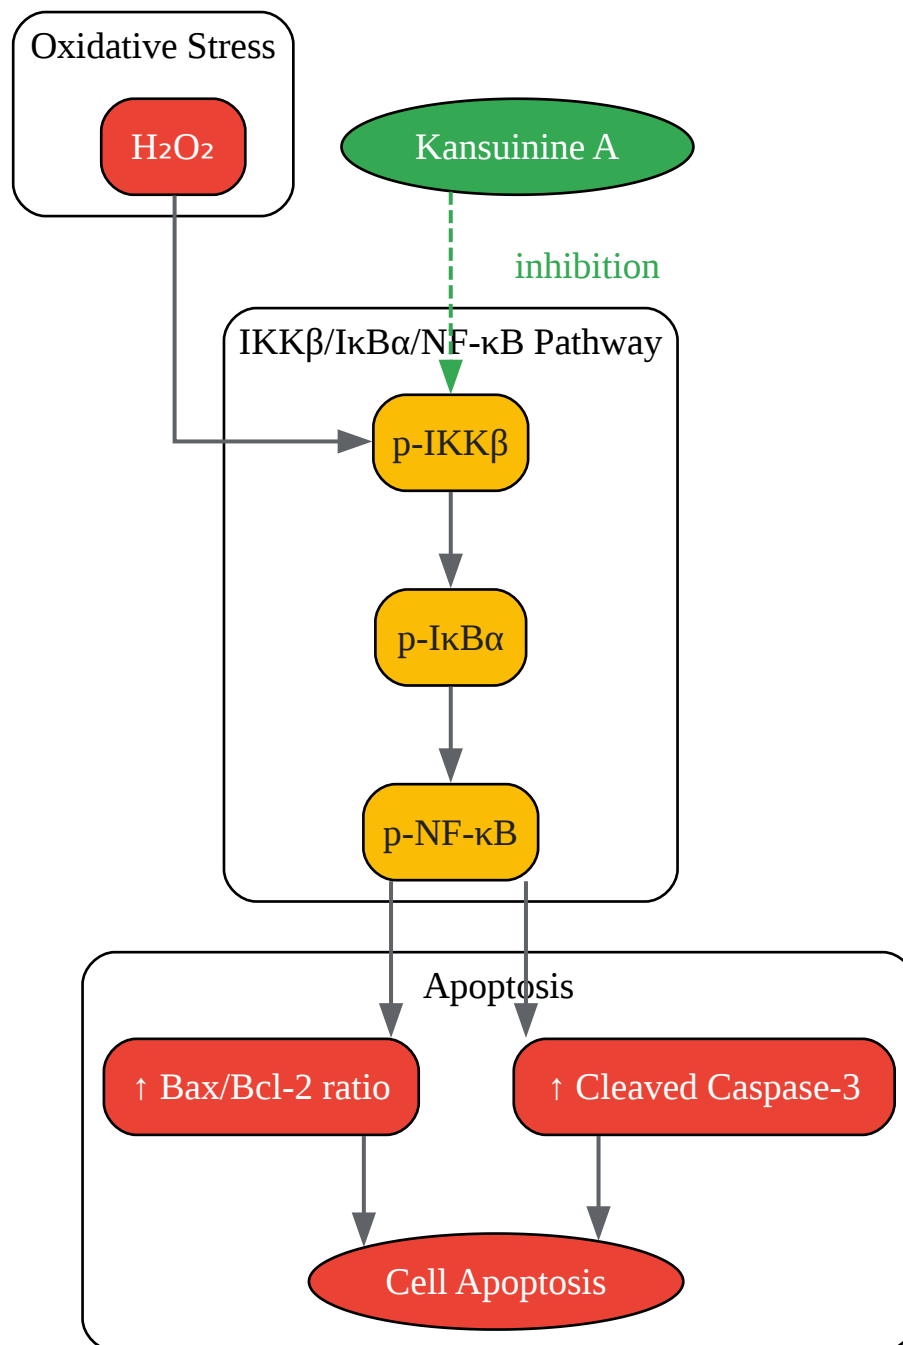 Oxidative Stress
H₂O₂
Kansuinine A
inhibition
IKKβ/IκBα/NF-κB Pathway
p-IKKβ
p-IκBα
p-NF-κB
Apoptosis
↑ Bax/Bcl-2 ratio
↑ Cleaved Caspase-3
Cell Apoptosis